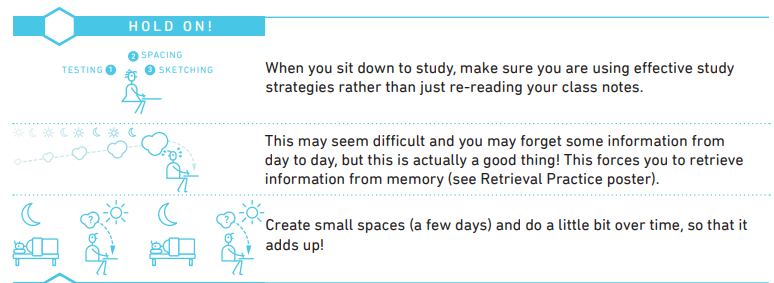 HOLD ON!
2 SPACING
TESTING 1
3 SKETCHING
When you sit down to study, make sure you are using effective study
strategies rather than just re-reading your class notes.
This may seem difficult and you may forget some information from
day to day, but this is actually a good thing! This forces you to retrieve
information from memory (see Retrieval Practice poster).
? ?
Create small spaces (a few days) and do a little bit over time, so that it
adds up!